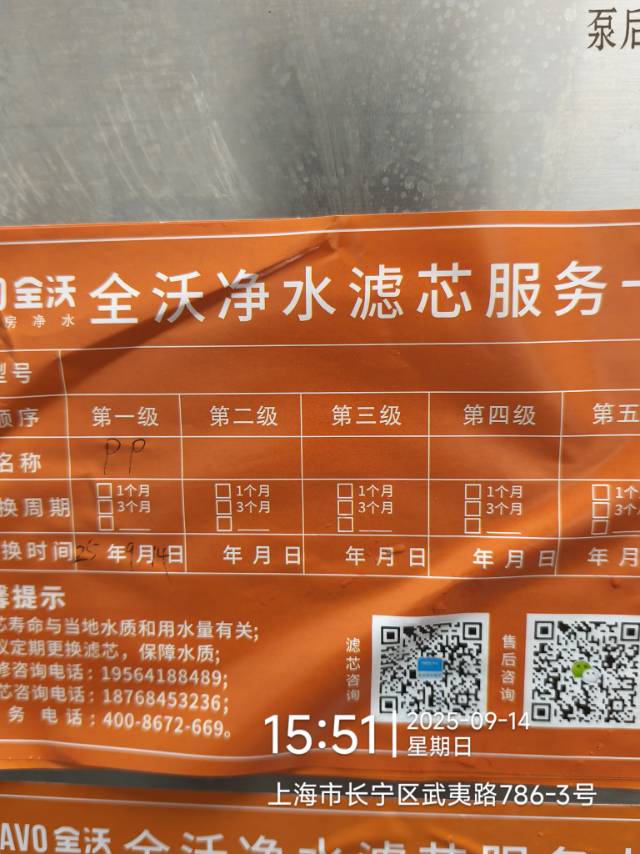 泵后
全沃 全沃净水滤芯服务
房净水
型号
顺序 第一级 第二级 第三级 第四级 第五
名称 PP
换周期 1个月 1个月 1个月 1个月 1个
3个月 3个月 3个月 3个月 3个
换时间 25年9月14日 年月日 年月日 年月日 年月
提示
芯寿命与当地水质和用水量有关;
议定期更换滤芯，保障水质;
修咨询电话:19564188489;
芯咨询电话:18768453236;
务电话:400-8672-669。
滤芯咨询
售后咨询
15:51
2025-09-14
星期日
上海市长宁区武夷路786-3号
AVO全沃 全沃净水滤芯服务